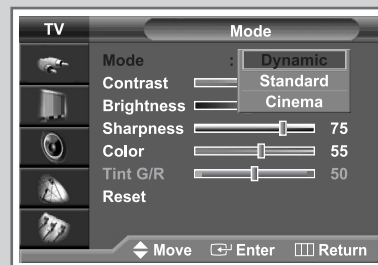 TV Mode
Mode : Dynamic
Contrast Standard
Brightness Cinema
Sharpness 75
Color 55
Tint G/R 50
Reset
Move Enter Return